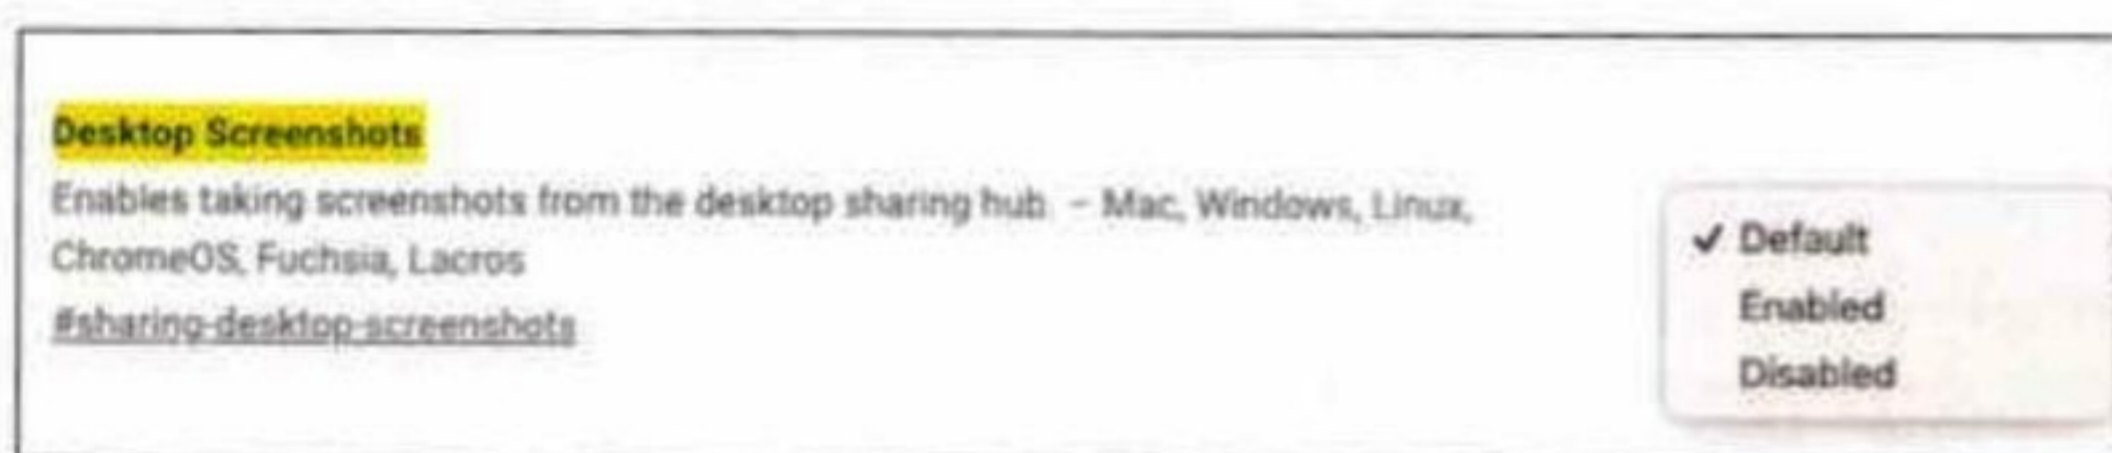 Desktop Screenshots
Enables taking screenshots from the desktop sharing hub. – Mac, Windows, Linux,
ChromeOS, Fuchsia, Lacros
#sharing-desktop-screenshots
✓ Default
Enabled
Disabled